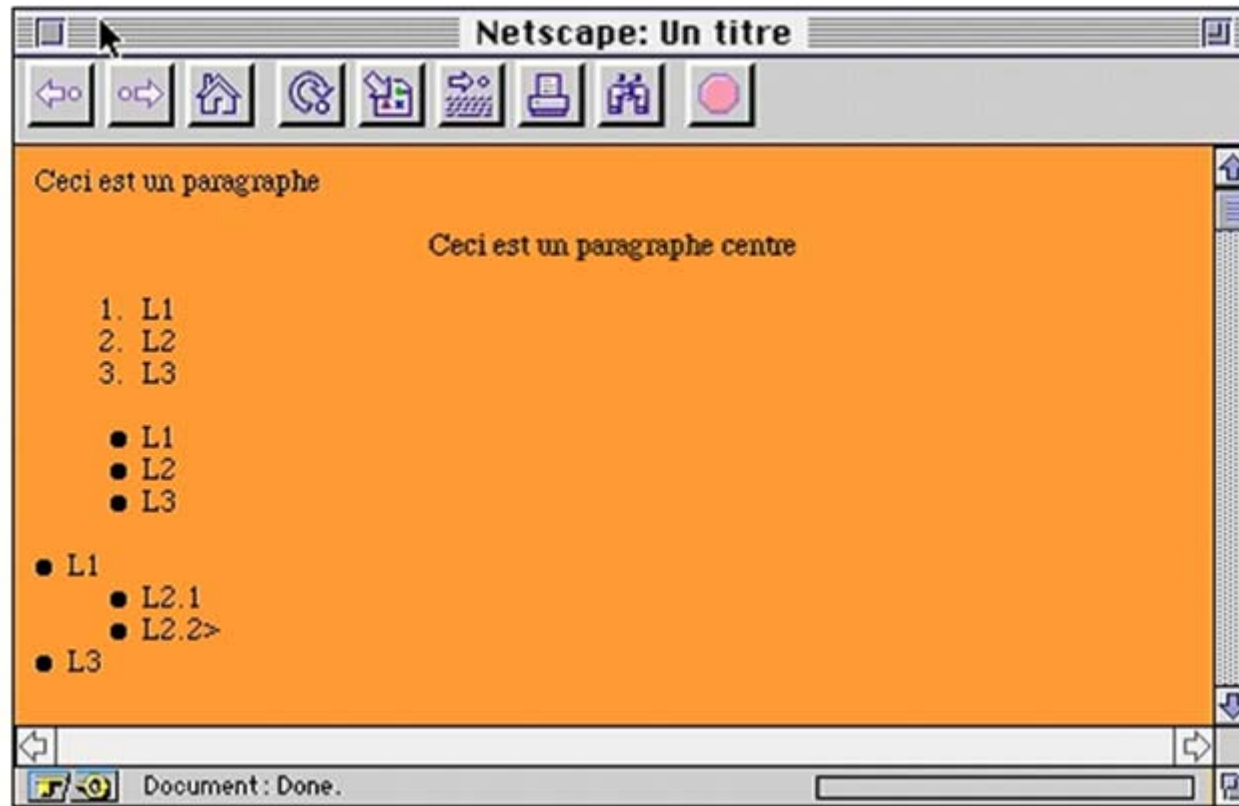 Netscape: Un titre
Ceci est un paragraphe
Ceci est un paragraphe centre
1. L1
2. L2
3. L3
● L1
● L2
● L3
● L1
● L2.1
● L2.2>
● L3
Document: Done.